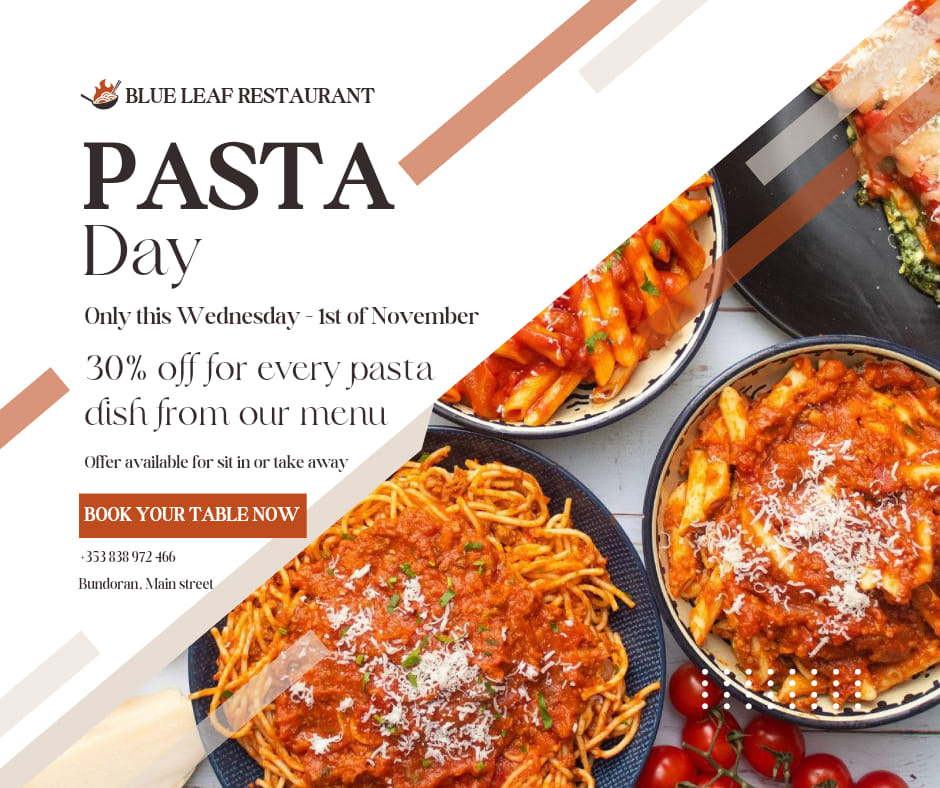 BLUE LEAF RESTAURANT
PASTA
Day
Only this Wednesday - 1st of November
30% off for every pasta
dish from our menu
Offer available for sit in or take away
BOOK YOUR TABLE NOW
+353 838 972 466
Bundoran, Main street